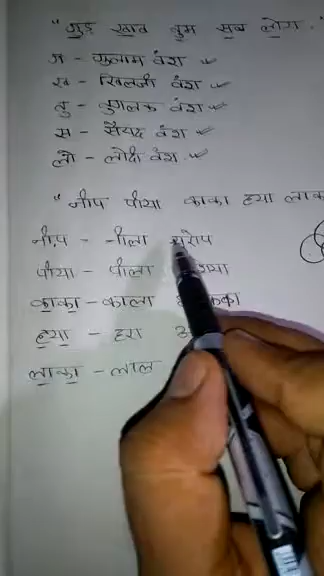 "गुड़ खाव तुम सब लोग."
ग - गुलाम वंश
ख - खिलजी वंश
तु - तुगलक वंश
स - सैयद वंश
लो - लोदी वंश
"नीप पीया काका हया लाका
नीप - नीला यूरोप
पीया - पीला
काका - काला
हया - हरा
लाका - लाल